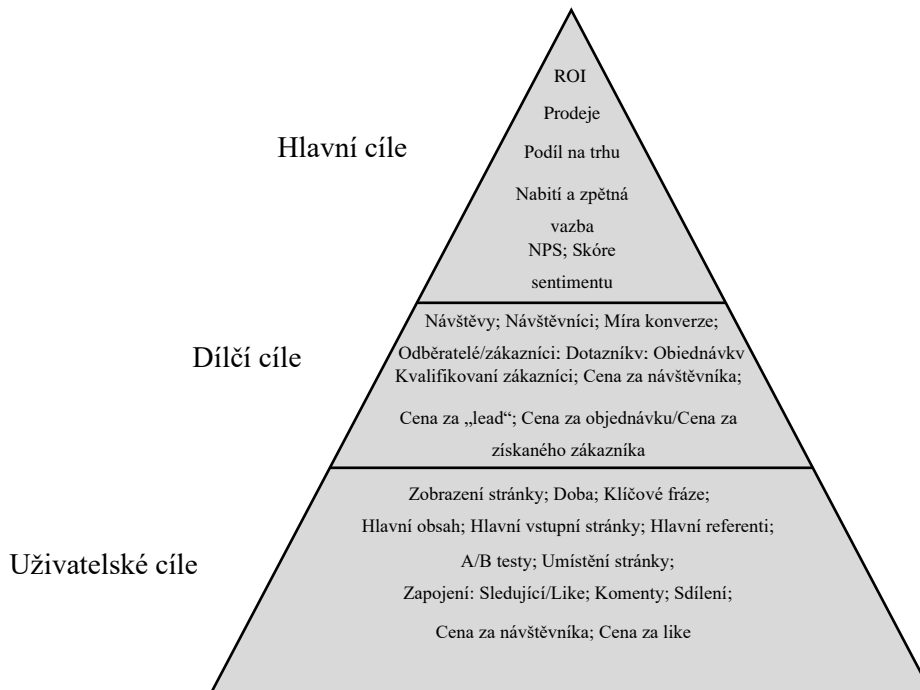 ROI
Prodeje
Hlavní cíle
Podíl na trhu
Nabití a zpětná
vazba
NPS; Skóre
sentimentu
Návštěvy; Návštěvníci; Míra konverze;
Dílčí cíle
Odběratelé/zákazníci: Dotazníkv: Obiednávkv
Kvalifikovaní zákazníci; Cena za návštěvníka;
Cena za „lead“; Cena za objednávku/Cena za
získaného zákazníka
Zobrazení stránky; Doba; Klíčové fráze;
Hlavní obsah; Hlavní vstupní stránky; Hlavní referenti;
Uživatelské cíle
A/B testy; Umístění stránky;
Zapojení: Sledující/Like; Komenty; Sdílení;
Cena za návštěvníka; Cena za like